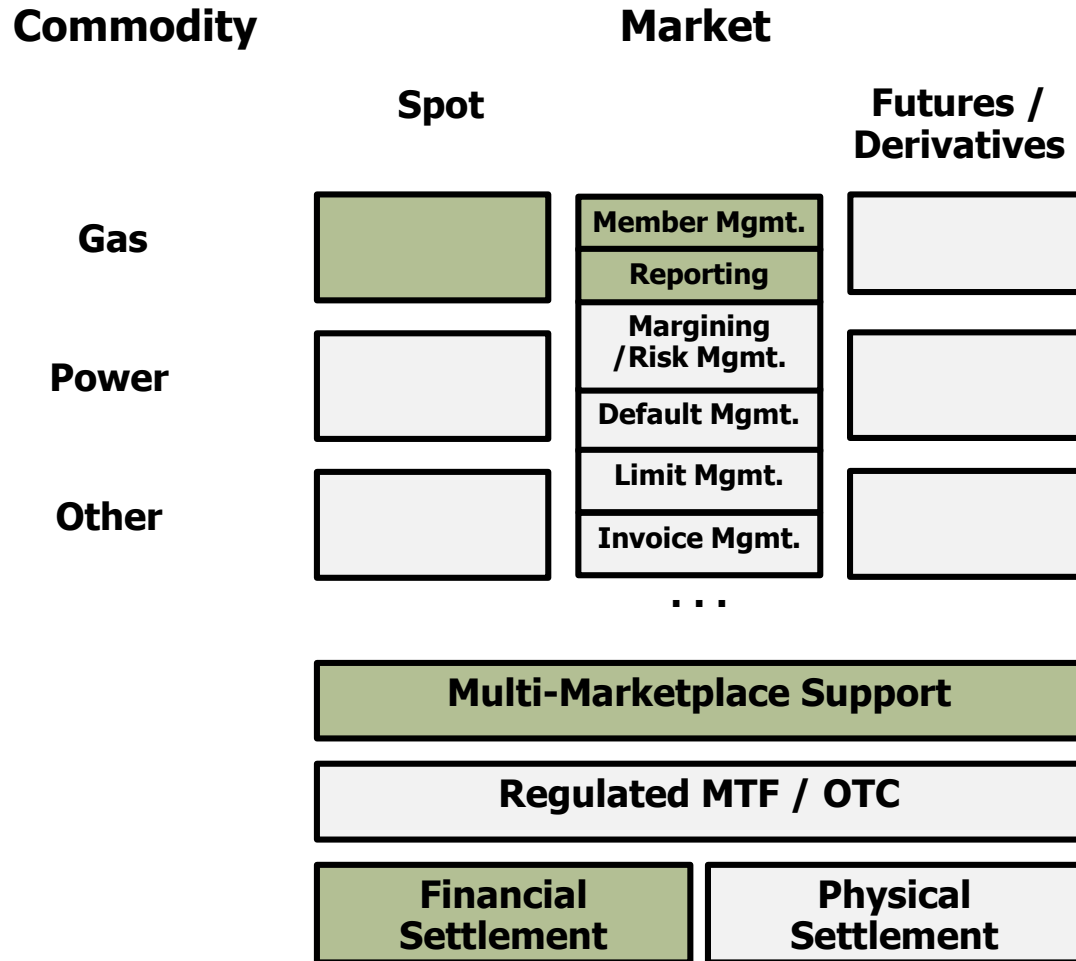 Commodity
Market
Spot
Futures /
Derivatives
Gas
Member Mgmt.
Reporting
Margining
/Risk Mgmt.
Power
Default Mgmt.
Limit Mgmt.
Other
Invoice Mgmt.
. . .
Multi-Marketplace Support
Regulated MTF / OTC
Financial
Settlement
Physical
Settlement